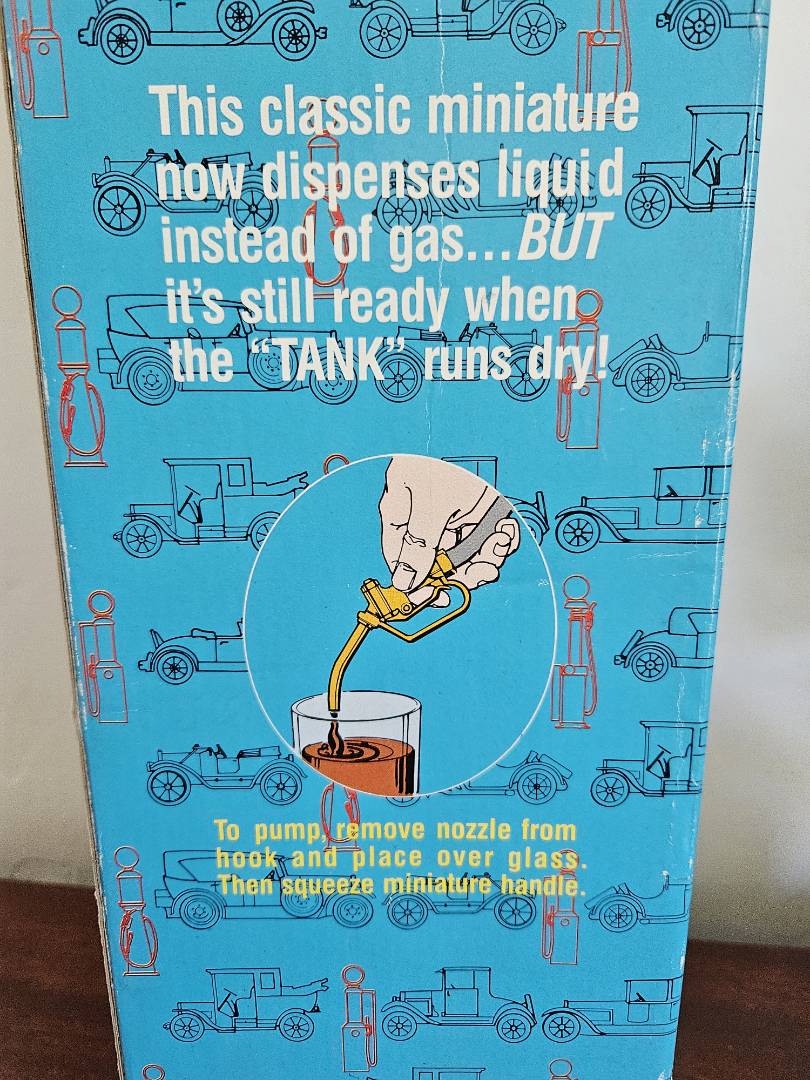 This classic miniature
now dispenses liquid
instead of gas...BUT
it's still ready when
the "TANK" runs dry!
To pump, remove nozzle from
hook and place over glass.
Then squeeze miniature handle.